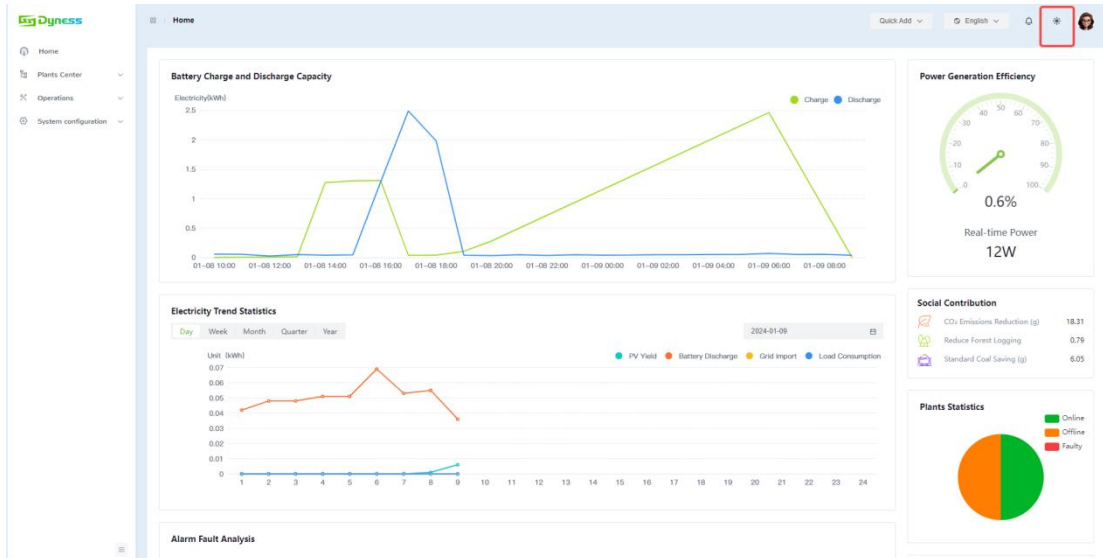 Dyness
Home
Quick Add
English
Home
Plants Center
Operations
System configuration
Battery Charge and Discharge Capacity
Electricity(kWh)
Charge
Discharge
2.5
2
1.5
1
0.5
0
01-08 10:00 01-08 12:00 01-08 14:00 01-08 16:00 01-08 18:00 01-08 20:00 01-08 22:00 01-09 00:00 01-09 02:00 01-09 04:00 01-09 06:00 01-09 08:00
Power Generation Efficiency
0 10 20 30 40 50 60 70 80 90 100
0.6%
Real-time Power
12W
Electricity Trend Statistics
Day Week Month Quarter Year
2024-01-09
Unit (kWh)
PV Yield Battery Discharge Grid Import Load Consumption
0.07
0.06
0.05
0.04
0.03
0.02
0.01
0
1 2 3 4 5 6 7 8 9 10 11 12 13 14 15 16 17 18 19 20 21 22 23 24
Social Contribution
CO₂ Emissions Reduction (g) 18.31
Reduce Forest Logging 0.79
Standard Coal Saving (g) 6.05
Plants Statistics
Online
Offline
Faulty
Alarm Fault Analysis